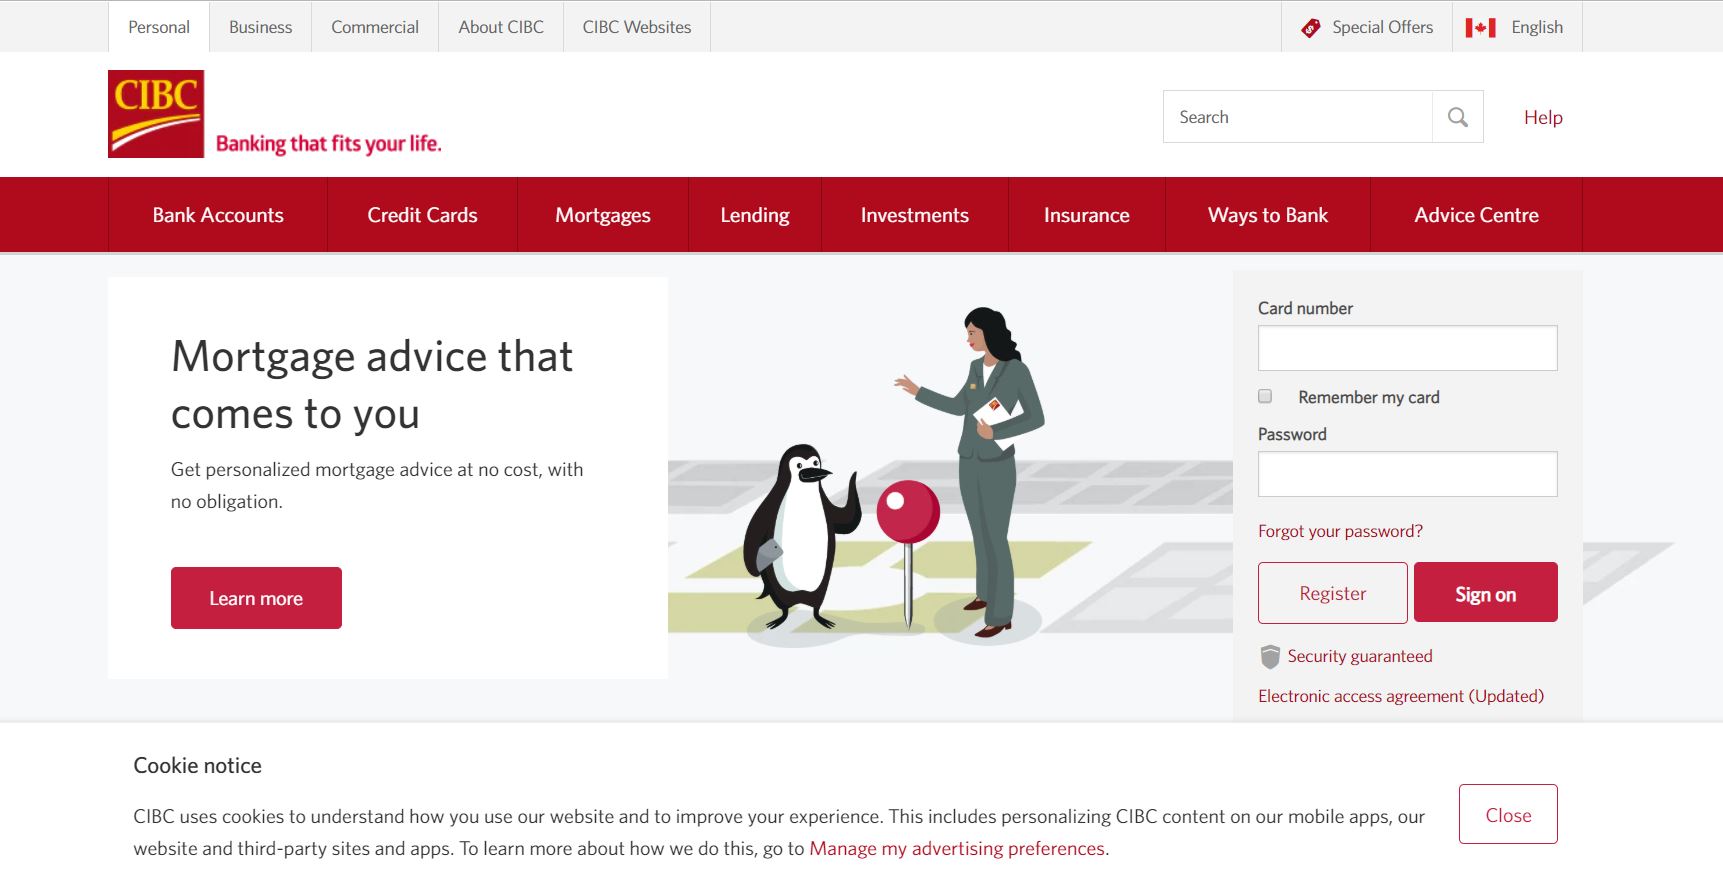 Personal
Business
Commercial
About CIBC
CIBC Websites
Special Offers
English
CIBC
Banking that fits your life.
Search
Help
Bank Accounts
Credit Cards
Mortgages
Lending
Investments
Insurance
Ways to Bank
Advice Centre
Mortgage advice that
comes to you
Get personalized mortgage advice at no cost, with
no obligation.
Learn more
Card number
Remember my card
Password
Forgot your password?
Register
Sign on
Security guaranteed
Electronic access agreement (Updated)
Cookie notice
CIBC uses cookies to understand how you use our website and to improve your experience. This includes personalizing CIBC content on our mobile apps, our
website and third-party sites and apps. To learn more about how we do this, go to Manage my advertising preferences.
Close